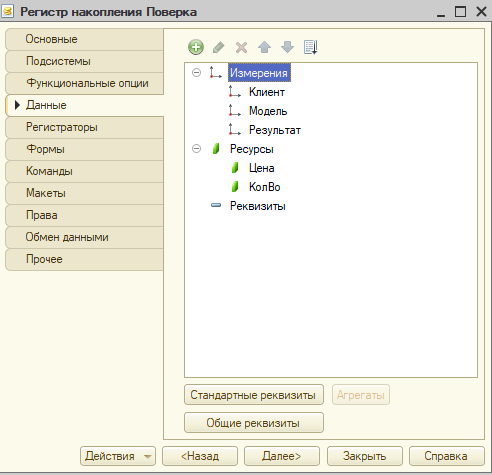 Регистр накопления Поверка
Основные
Подсистемы
Функциональные опции
Данные
Регистраторы
Формы
Команды
Макеты
Права
Обмен данными
Прочее
Измерения
Клиент
Модель
Результат
Ресурсы
Цена
КолВо
Реквизиты
Стандартные реквизиты
Агрегаты
Общие реквизиты
Действия
<Назад
Далее>
Закрыть
Справка